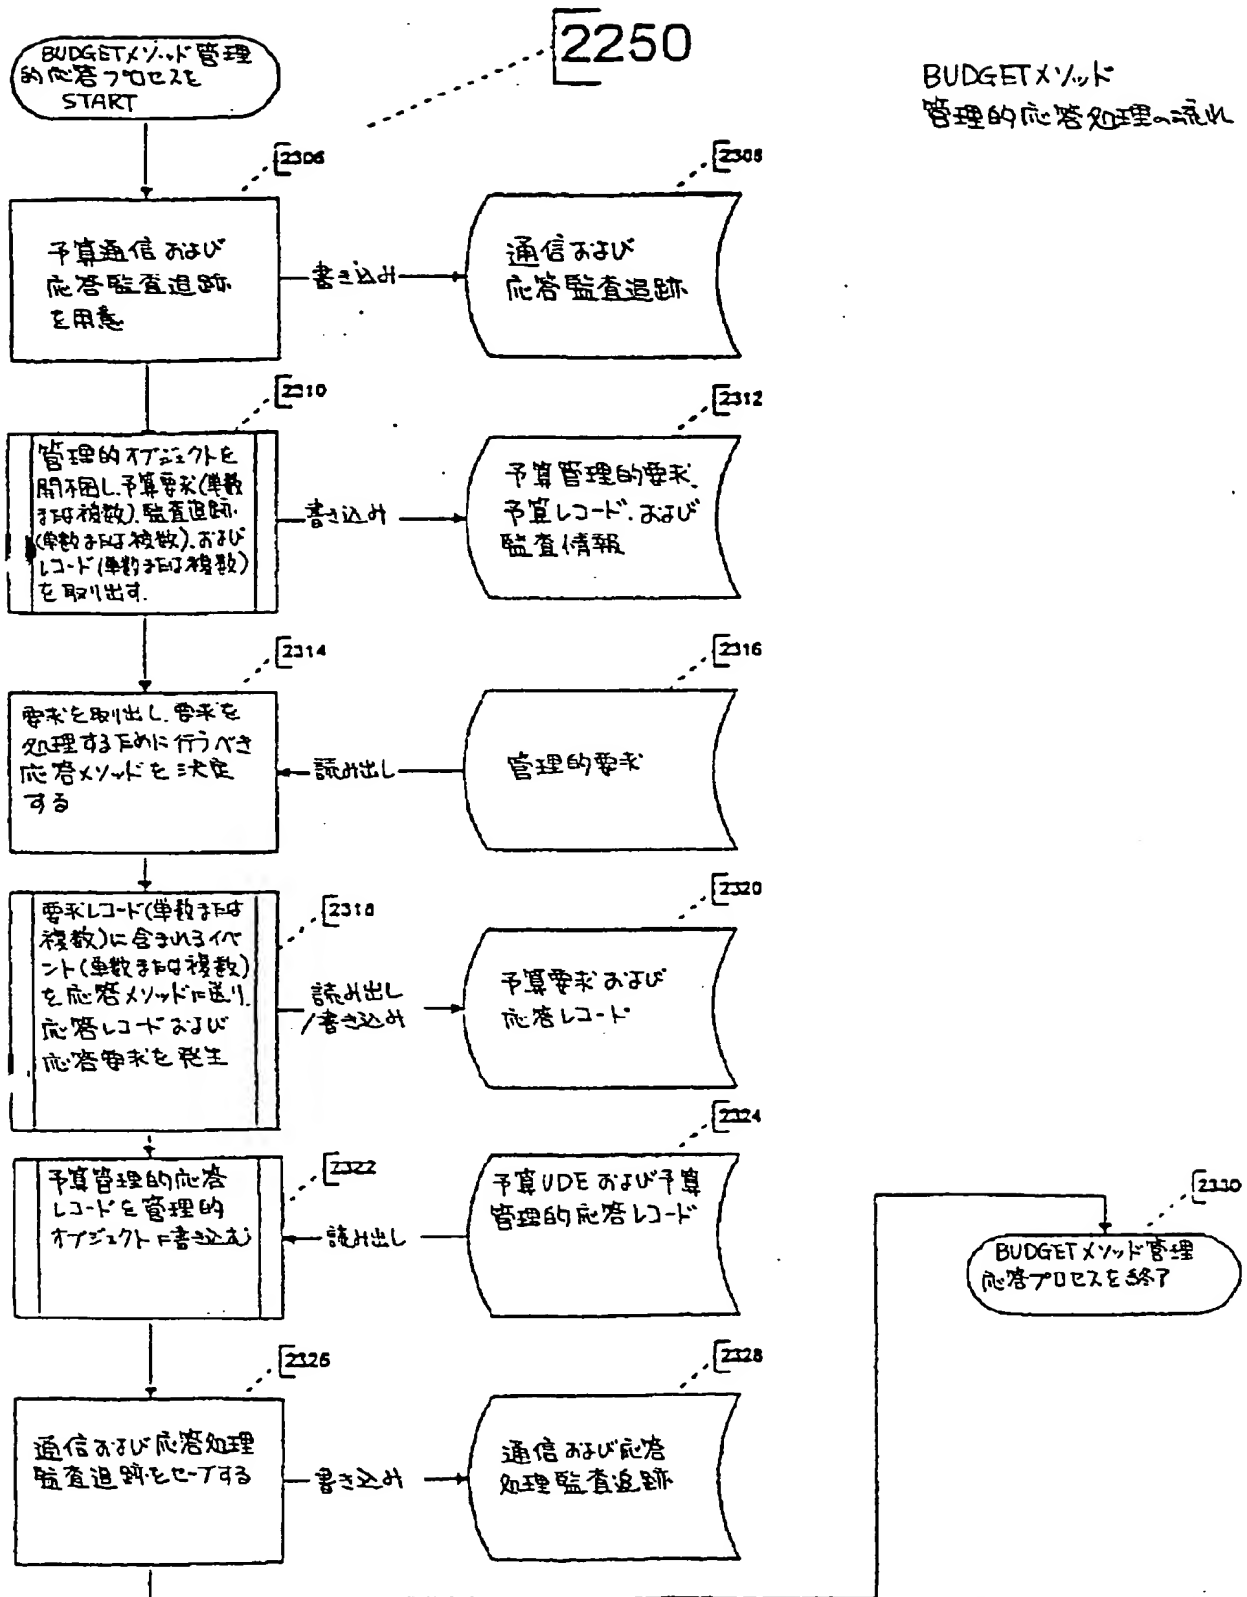 2250
BUDGETメソッド
管理的応答処理の流れ
BUDGETメソッド管理
的応答プロセスを
START
2306
予算通信および
応答監査追跡
を用意
書き込み
2308
通信および
応答監査追跡
2310
管理的オブジェクトを
開梱し、予算要求(単数
または複数)、監査追跡
(単数または複数)、および
レコード(単数または複数)
を取り出す.
書き込み
2312
予算管理的要求、
予算レコード、および
監査情報
2314
要求を取出し、要求を
処理するために行うべき
応答メソッドを決定
する
読み出し
2316
管理的要求
2318
要求レコード(単数または
複数)に含まれるイベ
ント(単数または複数)
を応答メソッドに送り、
応答レコードおよび
応答要求を発生
読み出し
/書き込み
2320
予算要求および
応答レコード
2322
予算管理的応答
レコードを管理的
オブジェクトに書き込む
読み出し
2324
予算UDEおよび予算
管理的応答レコード
2326
通信および応答処理
監査追跡をセーブする
書き込み
2328
通信および応答
処理監査追跡
2330
BUDGETメソッド管理
応答プロセスを終了